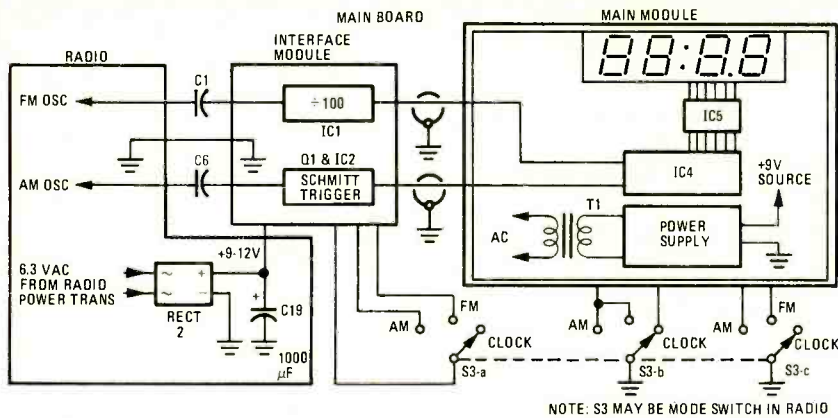 MAIN BOARD
MAIN MODULE
RADIO
INTERFACE
MODULE
88:8.8
FM OSC
C1
÷100
IC1
IC5
AM OSC
C6
Q1 & IC2
SCHMITT
TRIGGER
IC4
+9V
SOURCE
T1
AC
POWER
SUPPLY
6.3 VAC
FROM RADIO
POWER TRANS
~ +
~ −
RECT
2
+9-12V
+
C19
1000
μF
AM
FM
CLOCK
S3-a
AM
CLOCK
S3-b
AM
FM
CLOCK
S3-c
NOTE: S3 MAY BE MODE SWITCH IN RADIO